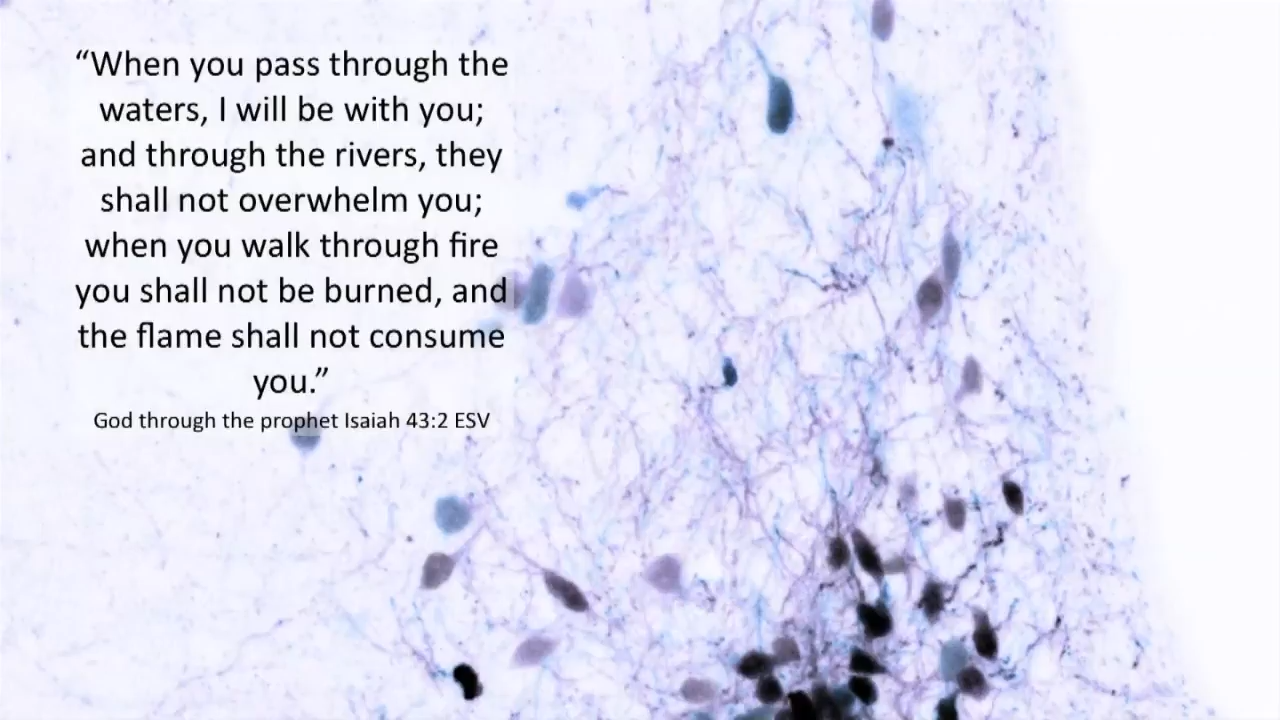 “When you pass through the
waters, I will be with you;
and through the rivers, they
shall not overwhelm you;
when you walk through fire
you shall not be burned, and
the flame shall not consume
you.”
God through the prophet Isaiah 43:2 ESV